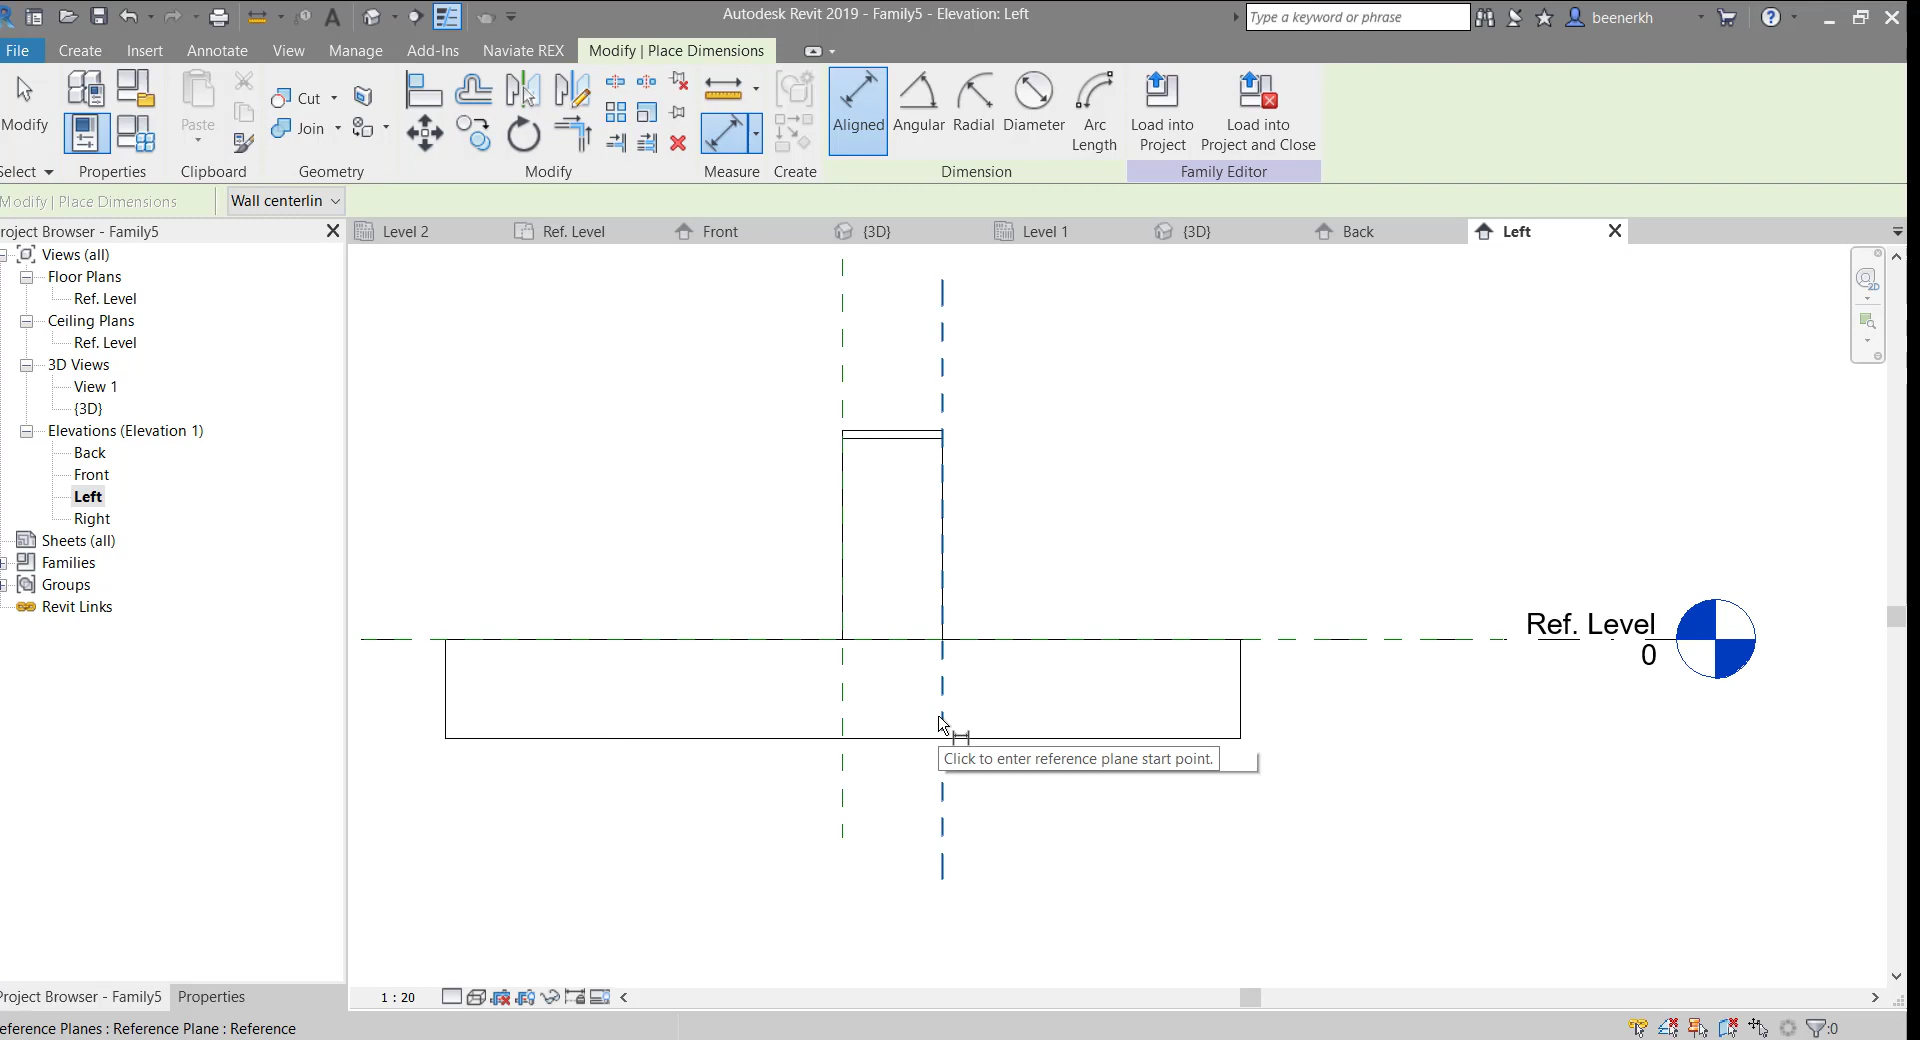 Autodesk Revit 2019 - Family5 - Elevation: Left
Type a keyword or phrase
beenerkh
File
Create
Insert
Annotate
View
Manage
Add-Ins
Naviate REX
Modify | Place Dimensions
Modify
Paste
Cut
Join
Aligned
Angular
Radial
Diameter
Arc
Length
Load into
Project
Load into
Project and Close
Select
Properties
Clipboard
Geometry
Modify
Measure
Create
Dimension
Family Editor
Modify | Place Dimensions
Wall centerlin
roject Browser - Family5
Level 2
Ref. Level
Front
{3D}
Level 1
{3D}
Back
Left
Views (all)
Floor Plans
Ref. Level
Ceiling Plans
Ref. Level
3D Views
View 1
{3D}
Elevations (Elevation 1)
Back
Front
Left
Right
Sheets (all)
Families
Groups
Revit Links
2D
Ref. Level
0
Click to enter reference plane start point.
Project Browser - Family5
Properties
1 : 20
eference Planes : Reference Plane : Reference
:0